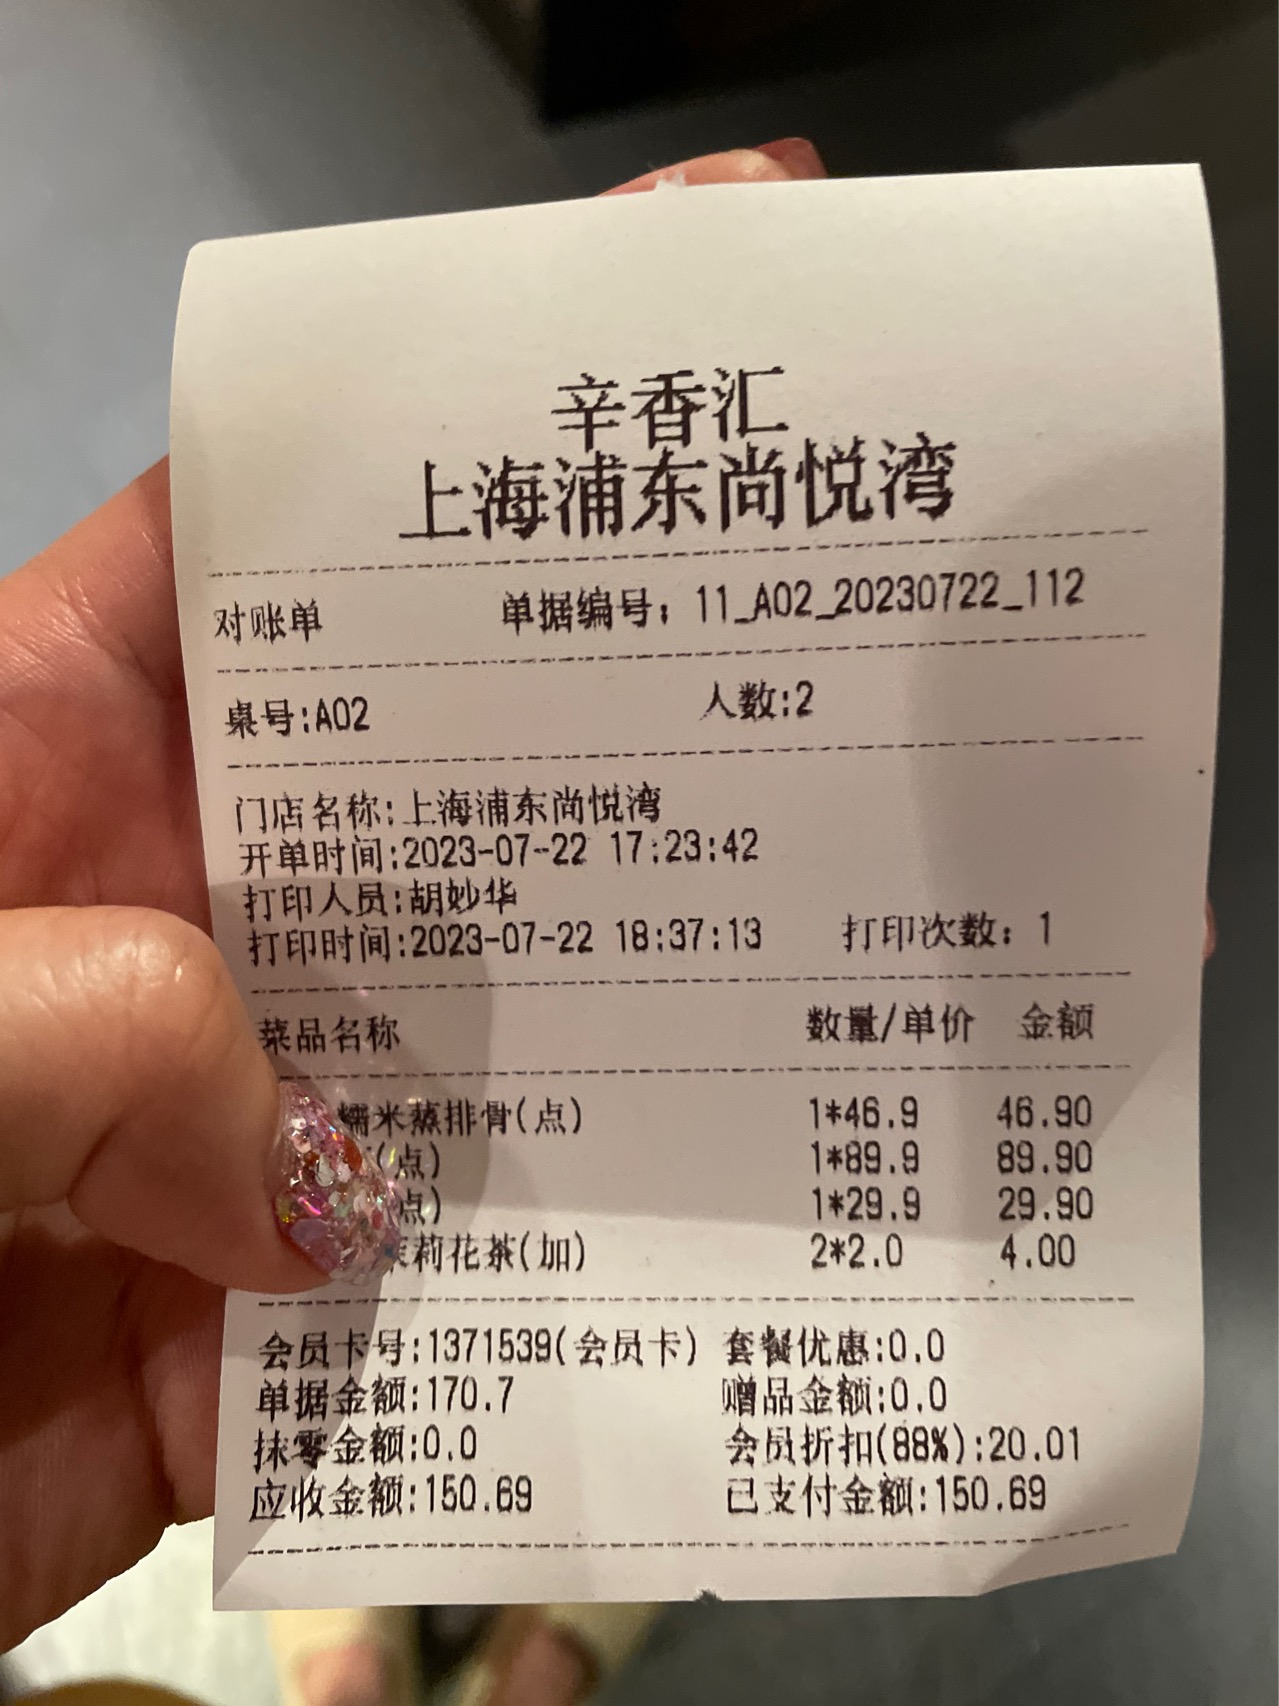 辛香汇
上海浦东尚悦湾
对账单 单据编号：11_A02_20230722_112
桌号:A02 人数:2
门店名称:上海浦东尚悦湾
开单时间:2023-07-22 17:23:42
打印人员:胡妙华
打印时间:2023-07-22 18:37:13 打印次数：1
菜品名称 数量/单价 金额
糯米蒸排骨(点) 1*46.9 46.90
(点) 1*89.9 89.90
点) 1*29.9 29.90
茉莉花茶(加) 2*2.0 4.00
会员卡号:1371539(会员卡) 套餐优惠:0.0
单据金额:170.7 赠品金额:0.0
抹零金额:0.0 会员折扣(88%):20.01
应收金额:150.69 已支付金额:150.69